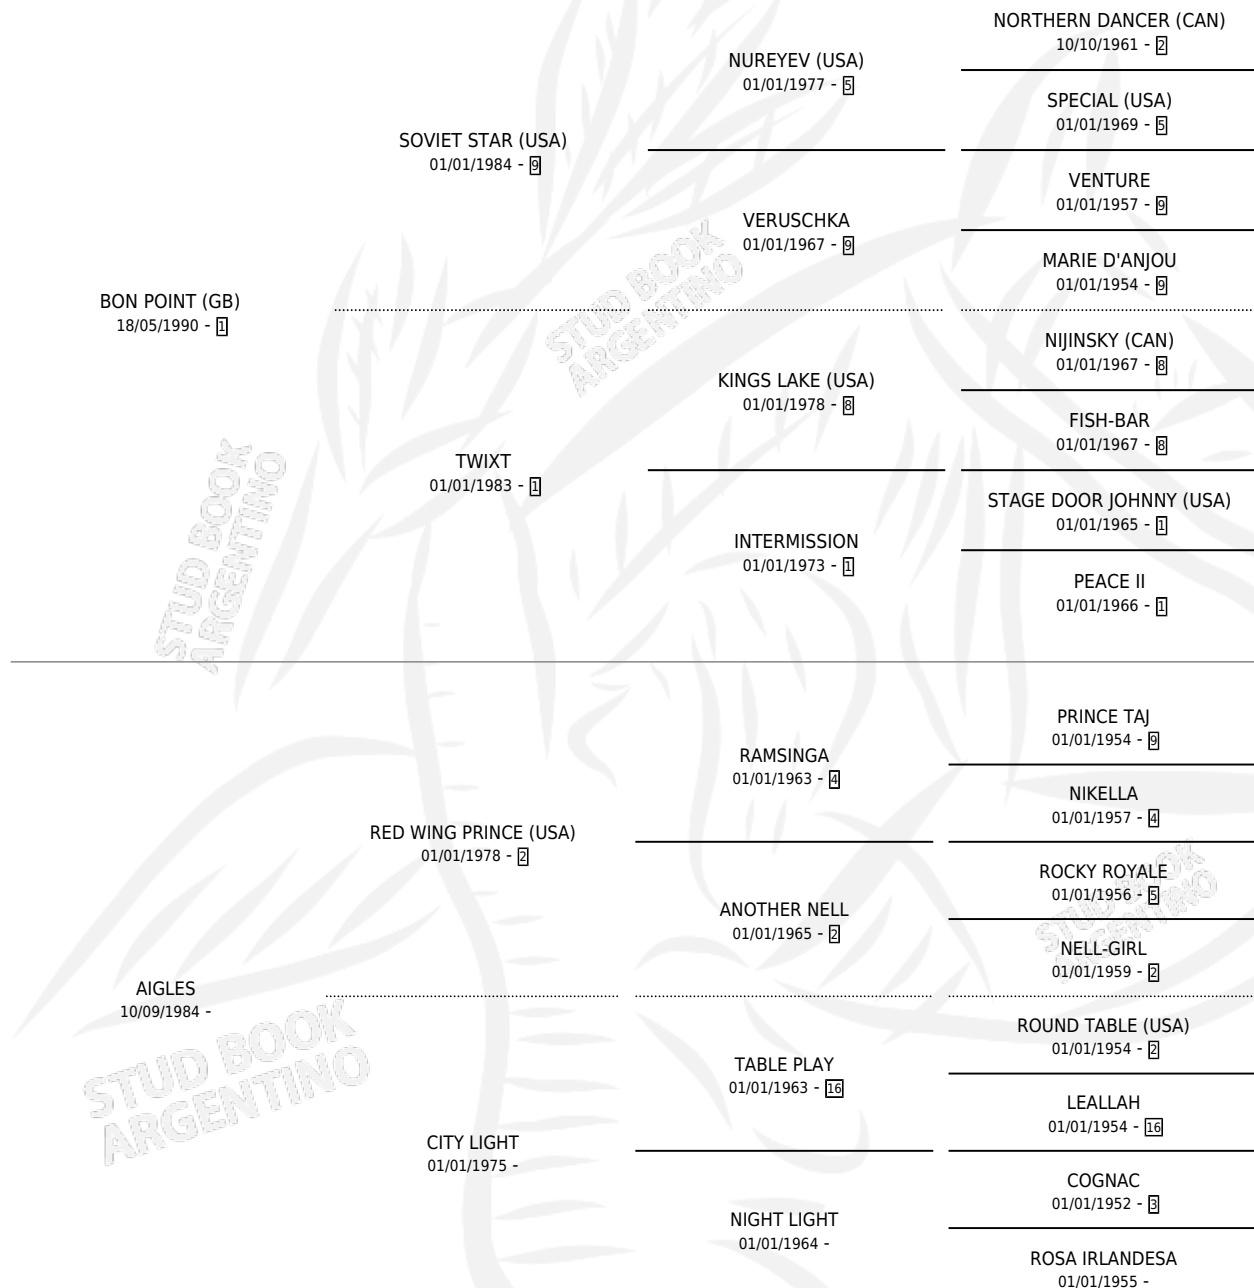 NORTHERN DANCER (CAN)
10/10/1961 - 2
NUREYEV (USA)
01/01/1977 - 5
SPECIAL (USA)
01/01/1969 - 5
SOVIET STAR (USA)
01/01/1984 - 9
VENTURE
01/01/1957 - 9
VERUSCHKA
01/01/1967 - 9
MARIE D'ANJOU
01/01/1954 - 9
BON POINT (GB)
18/05/1990 - 1
NIJINSKY (CAN)
01/01/1967 - 8
KINGS LAKE (USA)
01/01/1978 - 8
FISH-BAR
01/01/1967 - 8
TWIXT
01/01/1983 - 1
STAGE DOOR JOHNNY (USA)
01/01/1965 - 1
INTERMISSION
01/01/1973 - 1
PEACE II
01/01/1966 - 1
PRINCE TAJ
01/01/1954 - 9
RAMSINGA
01/01/1963 - 4
NIKELLA
01/01/1957 - 4
RED WING PRINCE (USA)
01/01/1978 - 2
ROCKY ROYALE
01/01/1956 - 5
ANOTHER NELL
01/01/1965 - 2
NELL-GIRL
01/01/1959 - 2
AIGLES
10/09/1984 -
ROUND TABLE (USA)
01/01/1954 - 2
TABLE PLAY
01/01/1963 - 16
LEALLAH
01/01/1954 - 16
CITY LIGHT
01/01/1975 -
COGNAC
01/01/1952 - 3
NIGHT LIGHT
01/01/1964 -
ROSA IRLANDESA
01/01/1955 -
STUD BOOK
ARGENTINO
STUD BOOK
ARGENTINO
STUD BOOK
ARGENTINO
STUD BOOK
ARGENTINO